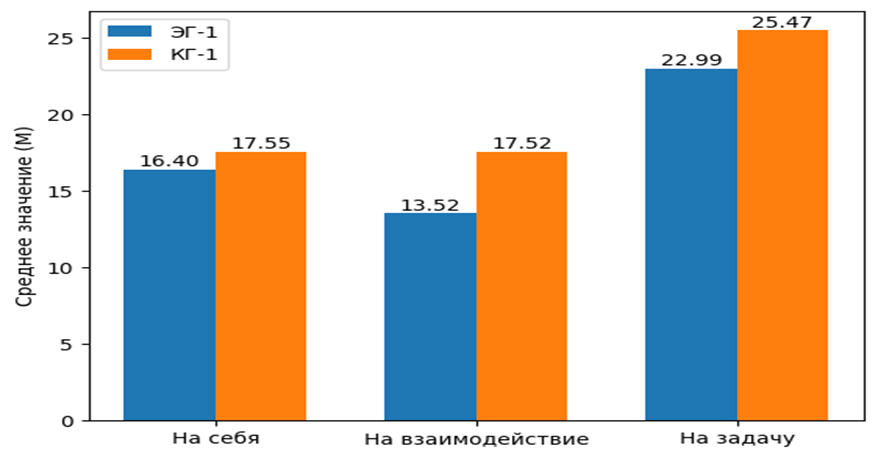 ЭГ-1
КГ-1
Среднее значение (М)
25
20
15
10
5
0
16.40
17.55
13.52
17.52
22.99
25.47
На себя
На взаимодействие
На задачу